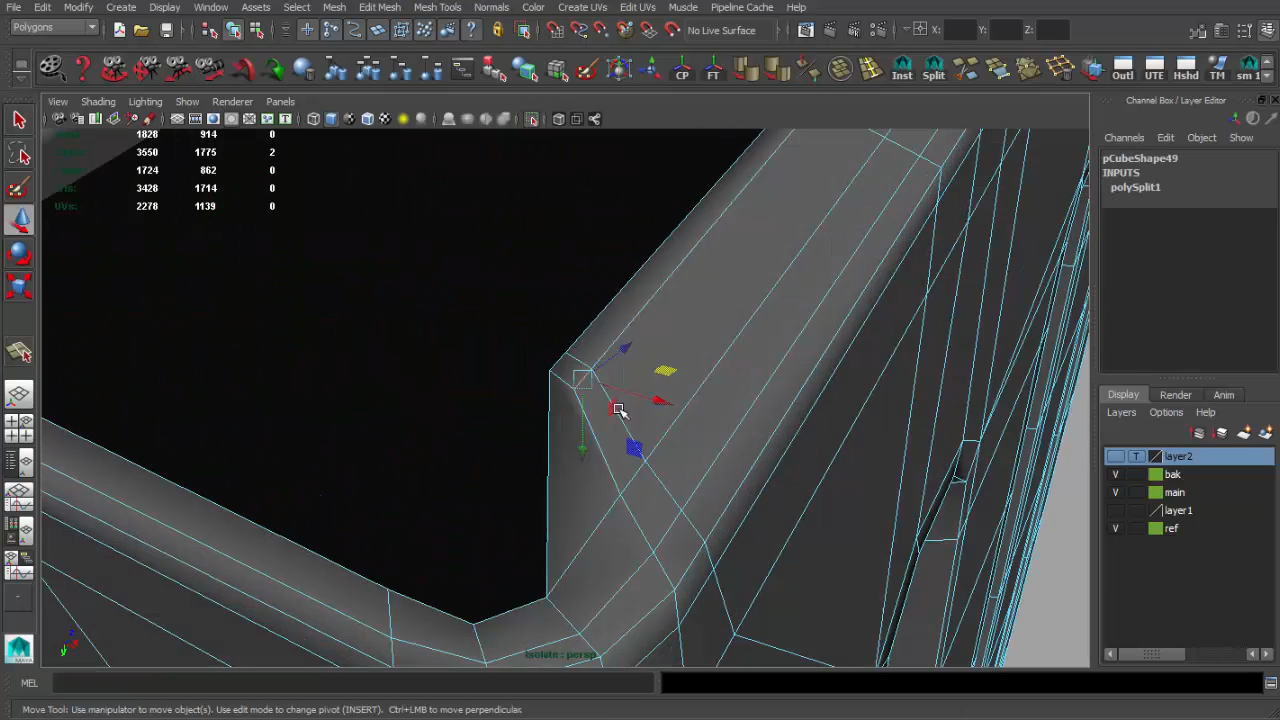 File Edit Modify Create Display Window Assets Select Mesh Edit Mesh Mesh Tools Normals Color Create UVs Edit UVs Muscle Pipeline Cache Help
Polygons No Live Surface X: Y: Z:
CP FT Inst Split Outl UTE Hshd TM sm 1
View Shading Lighting Show Renderer Panels
Channel Box / Layer Editor
Channels Edit Object Show
1828 914 0
3550 1775 2
1724 862 0
3428 1714 0
UVs: 2278 1139 0
pCubeShape49
INPUTS
polySplit1
Display Render Anim
Layers Options Help
T layer2
V bak
V main
layer1
V ref
isolate : persp
MAYA
MEL
Move Tool: Use manipulator to move object(s). Use edit mode to change pivot (INSERT). Ctrl+LMB to move perpendicular.